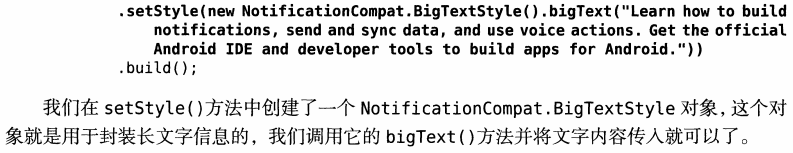 .setStyle(new NotificationCompat.BigTextStyle().bigText("Learn how to build
notifications, send and sync data, and use voice actions. Get the official
Android IDE and developer tools to build apps for Android."))
.build();
我们在 setStyle()方法中创建了一个 NotificationCompat.BigTextStyle 对象，这个对
象就是用于封装长文字信息的，我们调用它的 bigText()方法并将文字内容传入就可以了。